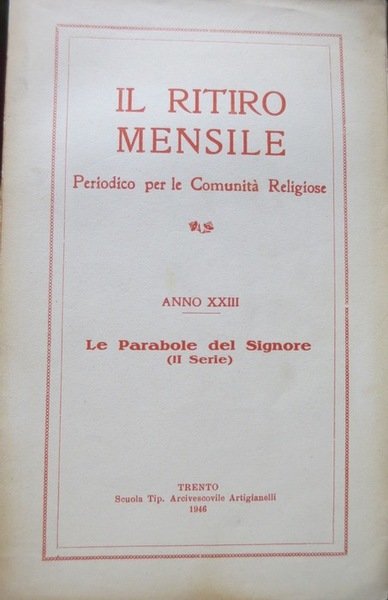 IL RITIRO
MENSILE
Periodico per le Comunità Religiose
ANNO XXIII
Le Parabole del Signore
(II Serie)
TRENTO
Scuola Tip. Arcivescovile Artigianelli
1946